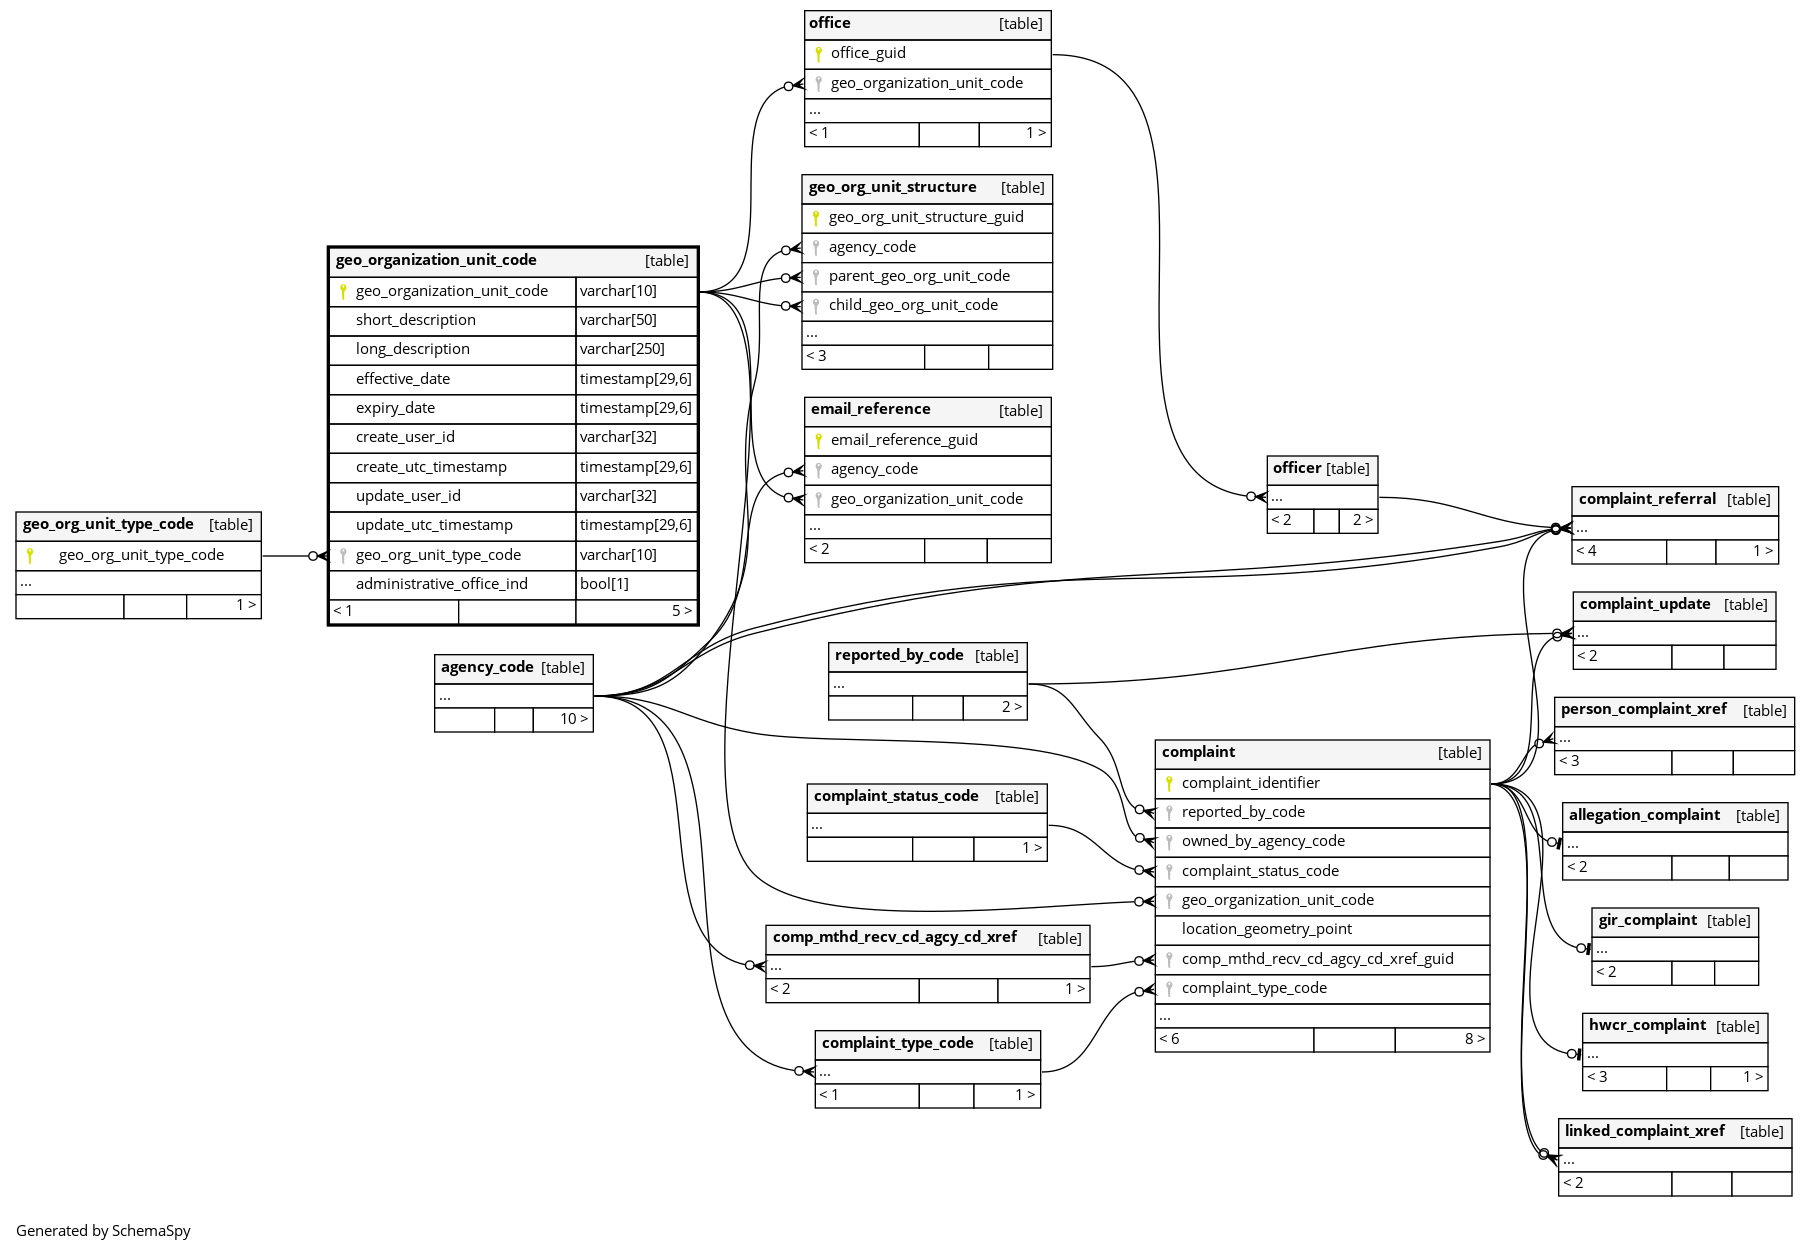 office [table]
office_guid
geo_organization_unit_code
...
< 1 1 >
geo_org_unit_structure [table]
geo_org_unit_structure_guid
agency_code
parent_geo_org_unit_code
child_geo_org_unit_code
...
< 3
geo_organization_unit_code [table]
geo_organization_unit_code varchar[10]
short_description varchar[50]
long_description varchar[250]
effective_date timestamp[29,6]
expiry_date timestamp[29,6]
create_user_id varchar[32]
create_utc_timestamp timestamp[29,6]
update_user_id varchar[32]
update_utc_timestamp timestamp[29,6]
geo_org_unit_type_code varchar[10]
administrative_office_ind bool[1]
< 1 5 >
email_reference [table]
email_reference_guid
agency_code
geo_organization_unit_code
...
< 2
officer [table]
...
< 2 2 >
complaint_referral [table]
...
< 4 1 >
geo_org_unit_type_code [table]
geo_org_unit_type_code
...
1 >
complaint_update [table]
...
< 2
agency_code [table]
...
10 >
reported_by_code [table]
...
2 >
person_complaint_xref [table]
...
< 3
complaint [table]
complaint_identifier
reported_by_code
owned_by_agency_code
complaint_status_code
geo_organization_unit_code
location_geometry_point
comp_mthd_recv_cd_agcy_cd_xref_guid
complaint_type_code
...
< 6 8 >
complaint_status_code [table]
...
1 >
allegation_complaint [table]
...
< 2
gir_complaint [table]
...
< 2
comp_mthd_recv_cd_agcy_cd_xref [table]
...
< 2 1 >
hwcr_complaint [table]
...
< 3 1 >
complaint_type_code [table]
...
< 1 1 >
linked_complaint_xref [table]
...
< 2
Generated by SchemaSpy